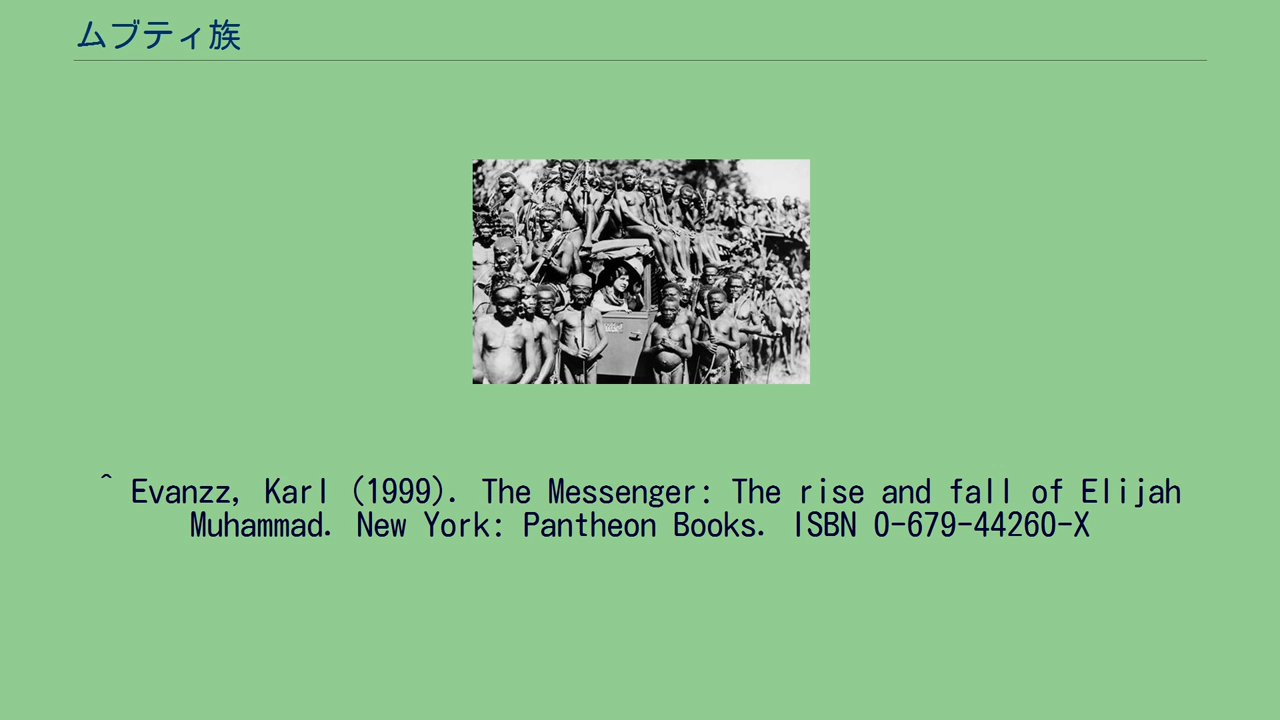 ムブティ族
^ Evanzz, Karl (1999). The Messenger: The rise and fall of Elijah
Muhammad. New York: Pantheon Books. ISBN 0-679-44260-X